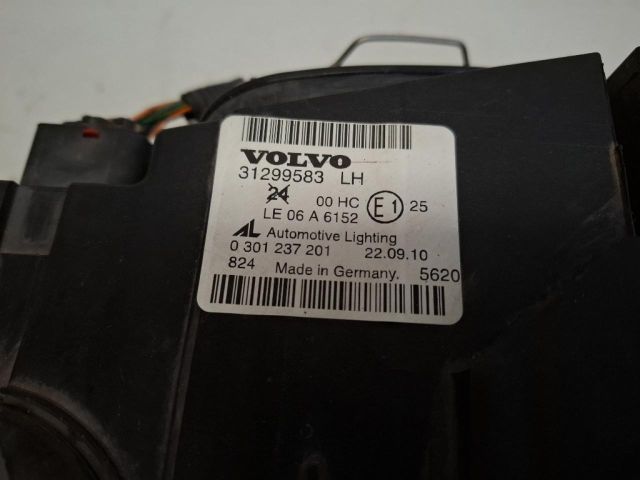 VOLVO
31299583 LH
24 00 HC E1 25
LE 06 A 6152
AL Automotive Lighting
0 301 237 201 22.09.10
824 Made in Germany. 5620